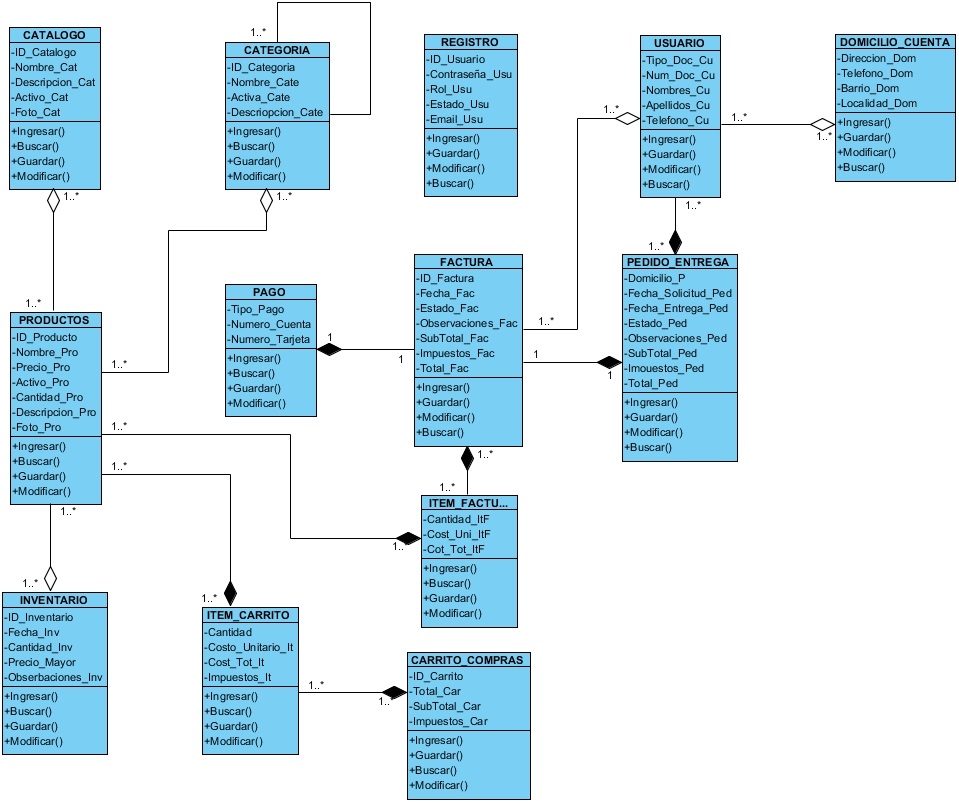 CATALOGO
-ID_Catalogo
-Nombre_Cat
-Descripcion_Cat
-Activo_Cat
-Foto_Cat
+Ingresar()
+Buscar()
+Guardar()
+Modificar()
1..*
1..*
1..*
CATEGORIA
-ID_Categoria
-Nombre_Cate
-Activa_Cate
-Descriopcion_Cate
+Ingresar()
+Buscar()
+Guardar()
+Modificar()
1..*
REGISTRO
-ID_Usuario
-Contraseña_Usu
-Rol_Usu
-Estado_Usu
-Email_Usu
+Ingresar()
+Guardar()
+Modificar()
+Buscar()
USUARIO
-Tipo_Doc_Cu
-Num_Doc_Cu
-Nombres_Cu
-Apellidos_Cu
-Telefono_Cu
+Ingresar()
+Guardar()
+Modificar()
+Buscar()
1..*
1..*
1..*
1..*
1..*
DOMICILIO_CUENTA
-Direccion_Dom
-Telefono_Dom
-Barrio_Dom
-Localidad_Dom
+Ingresar()
+Guardar()
+Modificar()
+Buscar()
PAGO
-Tipo_Pago
-Numero_Cuenta
-Numero_Tarjeta
+Ingresar()
+Buscar()
+Guardar()
+Modificar()
1
1
FACTURA
-ID_Factura
-Fecha_Fac
-Estado_Fac
-Observaciones_Fac
-SubTotal_Fac
-Impuestos_Fac
-Total_Fac
+Ingresar()
+Guardar()
+Modificar()
+Buscar()
1..*
1
1
1..*
1..*
PEDIDO_ENTREGA
-Domicilio_P
-Fecha_Solicitud_Ped
-Fecha_Entrega_Ped
-Estado_Ped
-Observaciones_Ped
-SubTotal_Ped
-Imouestos_Ped
-Total_Ped
+Ingresar()
+Guardar()
+Modificar()
+Buscar()
1..*
PRODUCTOS
-ID_Producto
-Nombre_Pro
-Precio_Pro
-Activo_Pro
-Cantidad_Pro
-Descripcion_Pro
-Foto_Pro
+Ingresar()
+Buscar()
+Guardar()
+Modificar()
1..*
1..*
1..*
1..*
1..*
ITEM_FACTU...
-Cantidad_ItF
-Cost_Uni_ItF
-Cot_Tot_ItF
+Ingresar()
+Buscar()
+Guardar()
+Modificar()
1..
1..*
INVENTARIO
-ID_Inventario
-Fecha_Inv
-Cantidad_Inv
-Precio_Mayor
-Obserbaciones_Inv
+Ingresar()
+Buscar()
+Guardar()
+Modificar()
ITEM_CARRITO
-Cantidad
-Costo_Unitario_It
-Cost_Tot_It
-Impuestos_It
+Ingresar()
+Buscar()
+Guardar()
+Modificar()
1..*
1..
CARRITO_COMPRAS
-ID_Carrito
-Total_Car
-SubTotal_Car
-Impuestos_Car
+Ingresar()
+Guardar()
+Buscar()
+Modificar()